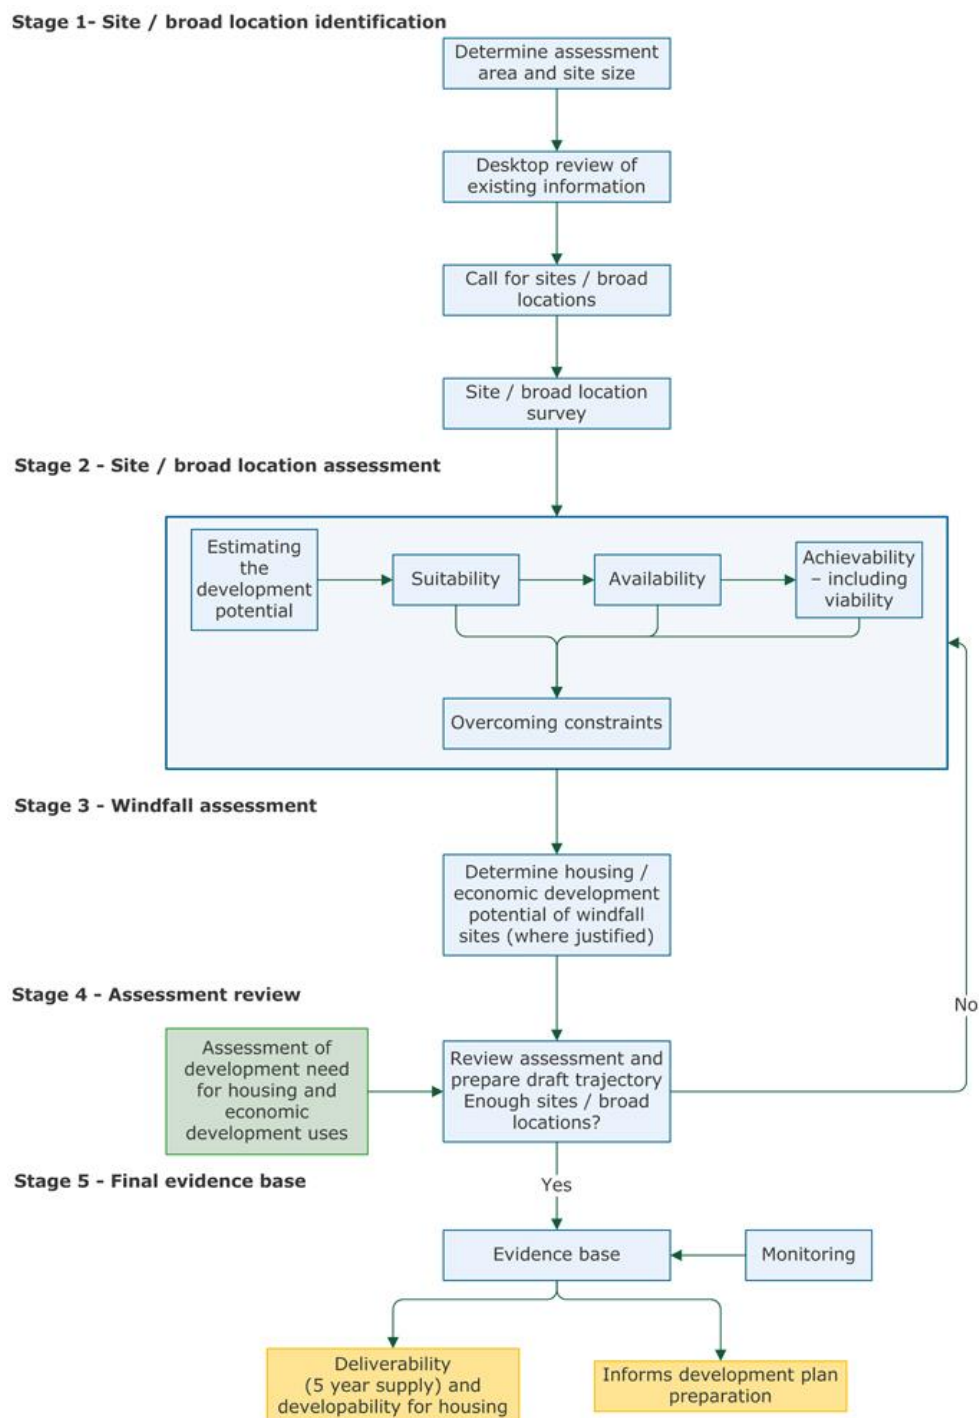 Stage 1- Site / broad location identification
Determine assessment
area and site size
Desktop review of
existing information
Call for sites / broad
locations
Site / broad location
survey
Stage 2 - Site / broad location assessment
Estimating
the
development
potential
Suitability
Availability
Achievability
– including
viability
Overcoming constraints
Stage 3 - Windfall assessment
Determine housing /
economic development
potential of windfall
sites (where justified)
Stage 4 - Assessment review
No
Assessment of
development need
for housing and
economic
development uses
Review assessment and
prepare draft trajectory
Enough sites / broad
locations?
Stage 5 - Final evidence base
Yes
Evidence base
Monitoring
Deliverability
(5 year supply) and
developability for housing
Informs development plan
preparation